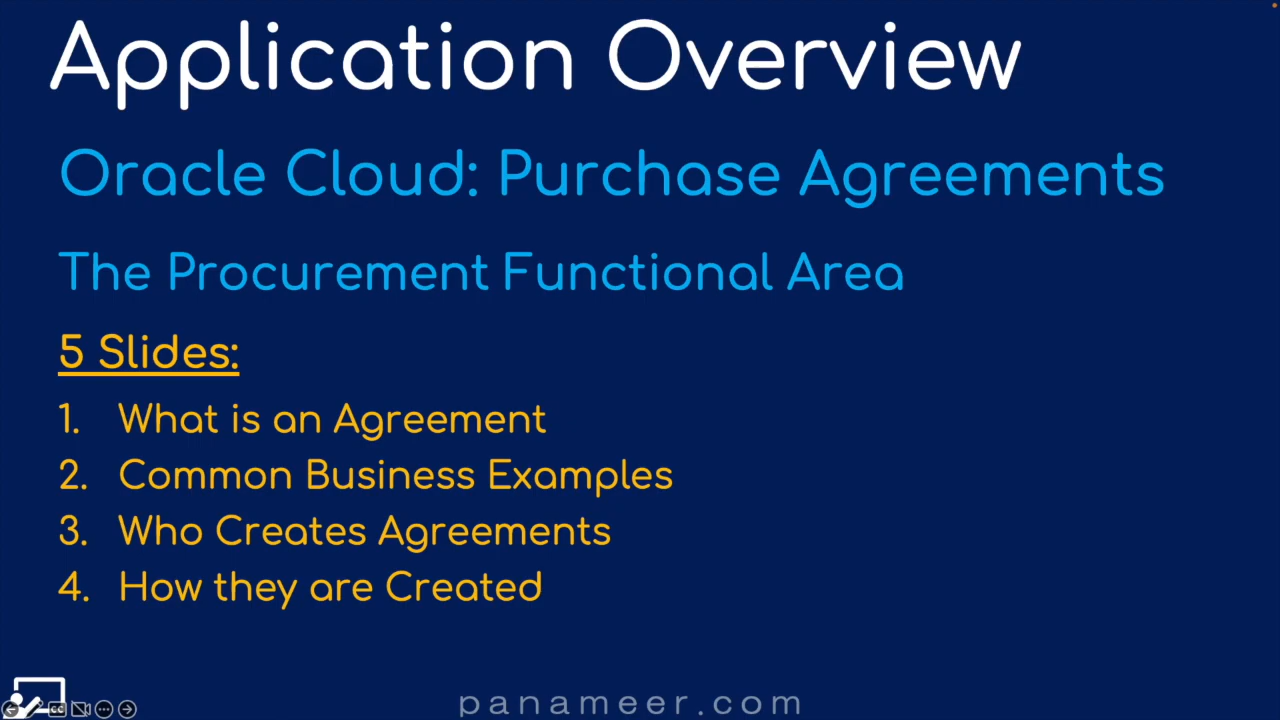 Application Overview
Oracle Cloud: Purchase Agreements
The Procurement Functional Area
5 Slides:
1. What is an Agreement
2. Common Business Examples
3. Who Creates Agreements
4. How they are Created
CC
panameer.com